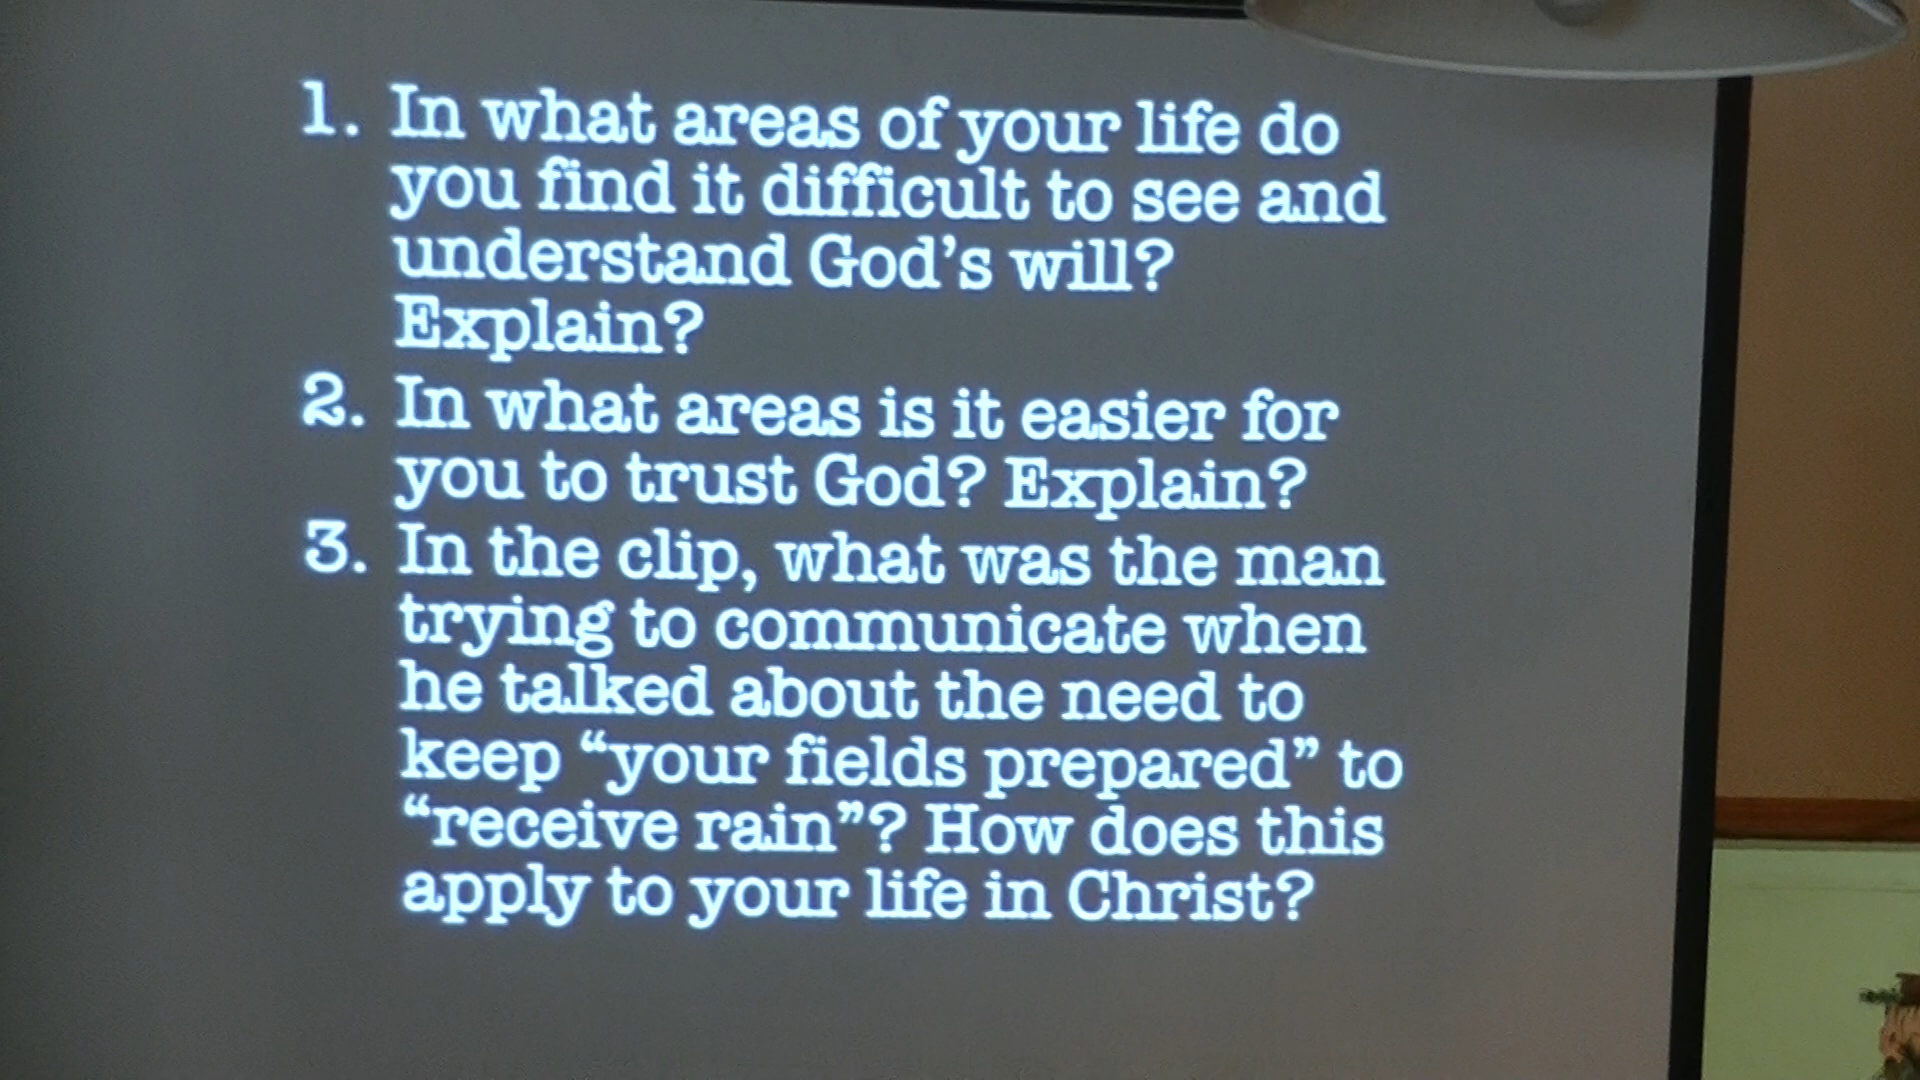 1. In what areas of your life do
you find it difficult to see and
understand God's will?
Explain?
2. In what areas is it easier for
you to trust God? Explain?
3. In the clip, what was the man
trying to communicate when
he talked about the need to
keep “your fields prepared” to
“receive rain”? How does this
apply to your life in Christ?